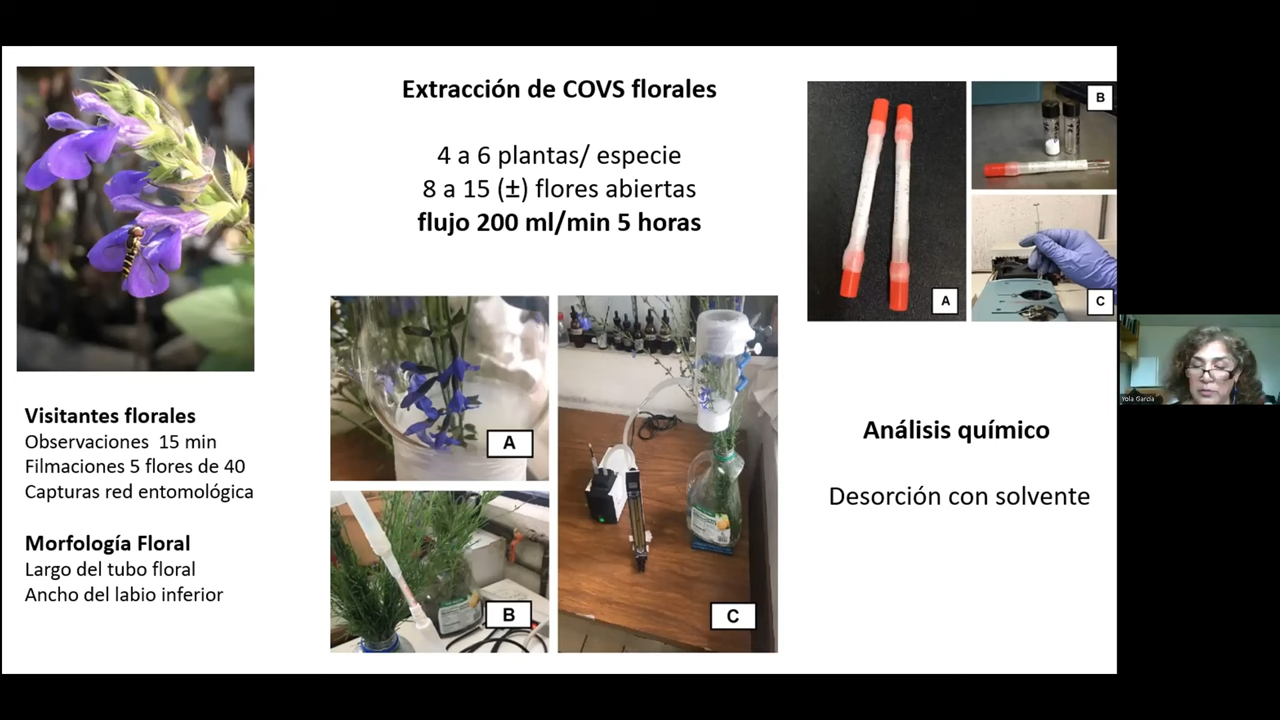 Extracción de COVS florales
4 a 6 plantas/ especie
8 a 15 (±) flores abiertas
flujo 200 ml/min 5 horas
Visitantes florales
Observaciones 15 min
Filmaciones 5 flores de 40
Capturas red entomológica
Morfología Floral
Largo del tubo floral
Ancho del labio inferior
A
B
C
A
B
C
Análisis químico
Desorción con solvente
Yola García